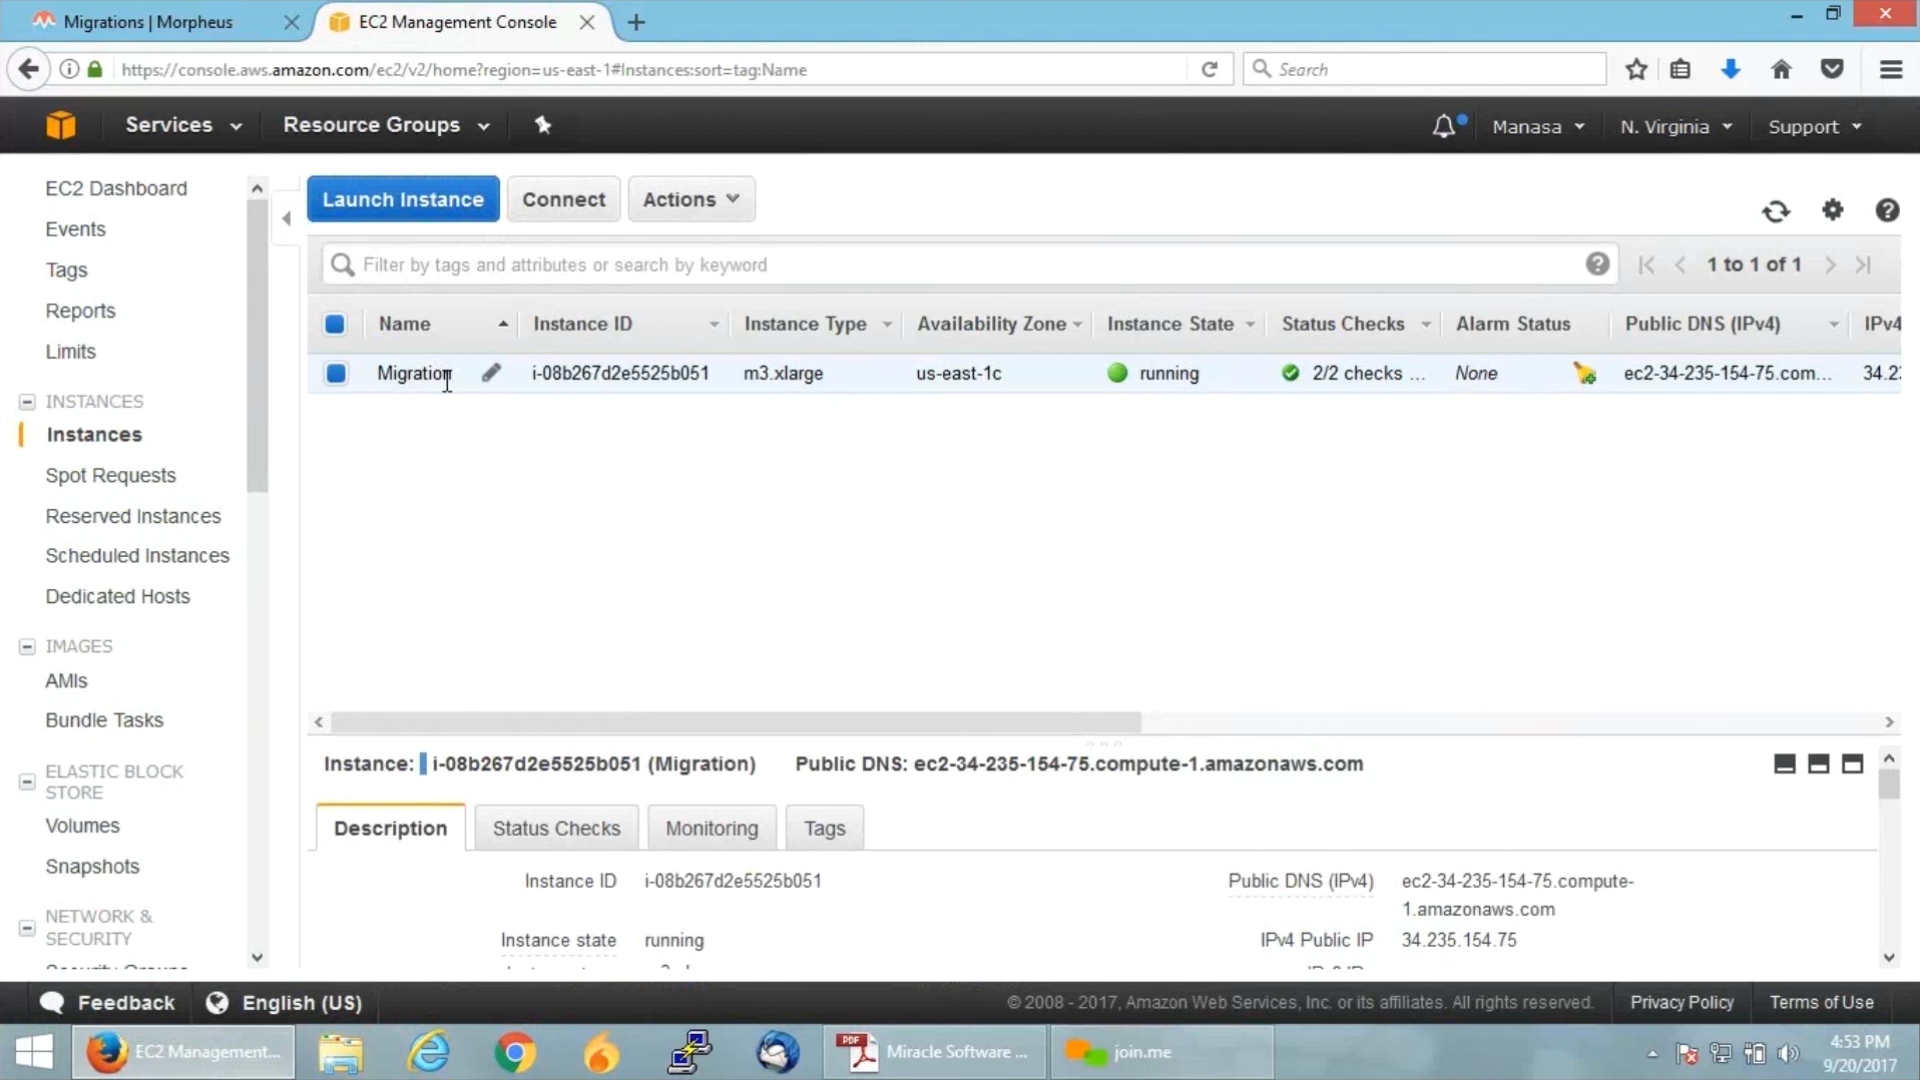 Migrations | Morpheus
EC2 Management Console
https://console.aws.amazon.com/ec2/v2/home?region=us-east-1#Instances:sort=tag:Name
Search
Services
Resource Groups
Manasa
N. Virginia
Support
EC2 Dashboard
Events
Tags
Reports
Limits
INSTANCES
Instances
Spot Requests
Reserved Instances
Scheduled Instances
Dedicated Hosts
IMAGES
AMIs
Bundle Tasks
ELASTIC BLOCK
STORE
Volumes
Snapshots
NETWORK &
SECURITY
Launch Instance
Connect
Actions
Filter by tags and attributes or search by keyword
1 to 1 of 1
Name Instance ID Instance Type Availability Zone Instance State Status Checks Alarm Status Public DNS (IPv4) IPv4
Migration i-08b267d2e5525b051 m3.xlarge us-east-1c running 2/2 checks ... None ec2-34-235-154-75.com... 34.23
Instance: i-08b267d2e5525b051 (Migration) Public DNS: ec2-34-235-154-75.compute-1.amazonaws.com
Description Status Checks Monitoring Tags
Instance ID i-08b267d2e5525b051
Public DNS (IPv4) ec2-34-235-154-75.compute-
1.amazonaws.com
Instance state running
IPv4 Public IP 34.235.154.75
Feedback
English (US)
© 2008 - 2017, Amazon Web Services, Inc. or its affiliates. All rights reserved.
Privacy Policy
Terms of Use
EC2 Management...
PDF
Miracle Software ...
join.me
4:53 PM
9/20/2017